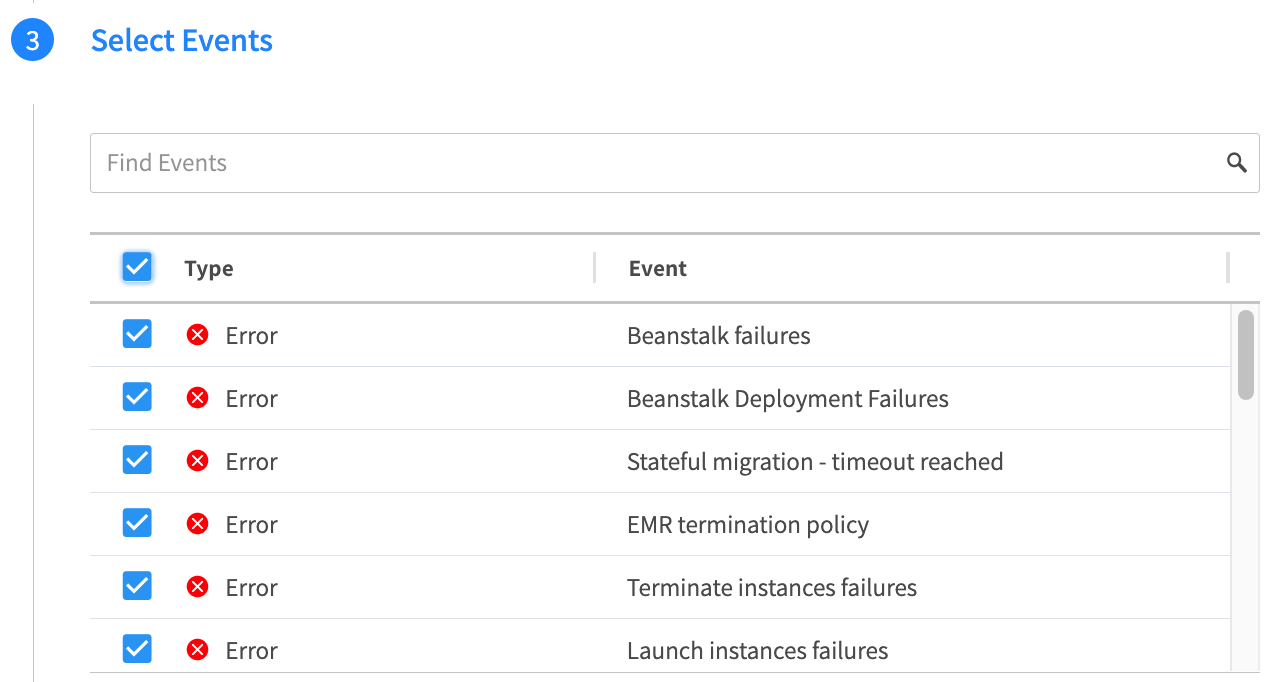 3 Select Events
Find Events
Type Event
Error Beanstalk failures
Error Beanstalk Deployment Failures
Error Stateful migration - timeout reached
Error EMR termination policy
Error Terminate instances failures
Error Launch instances failures